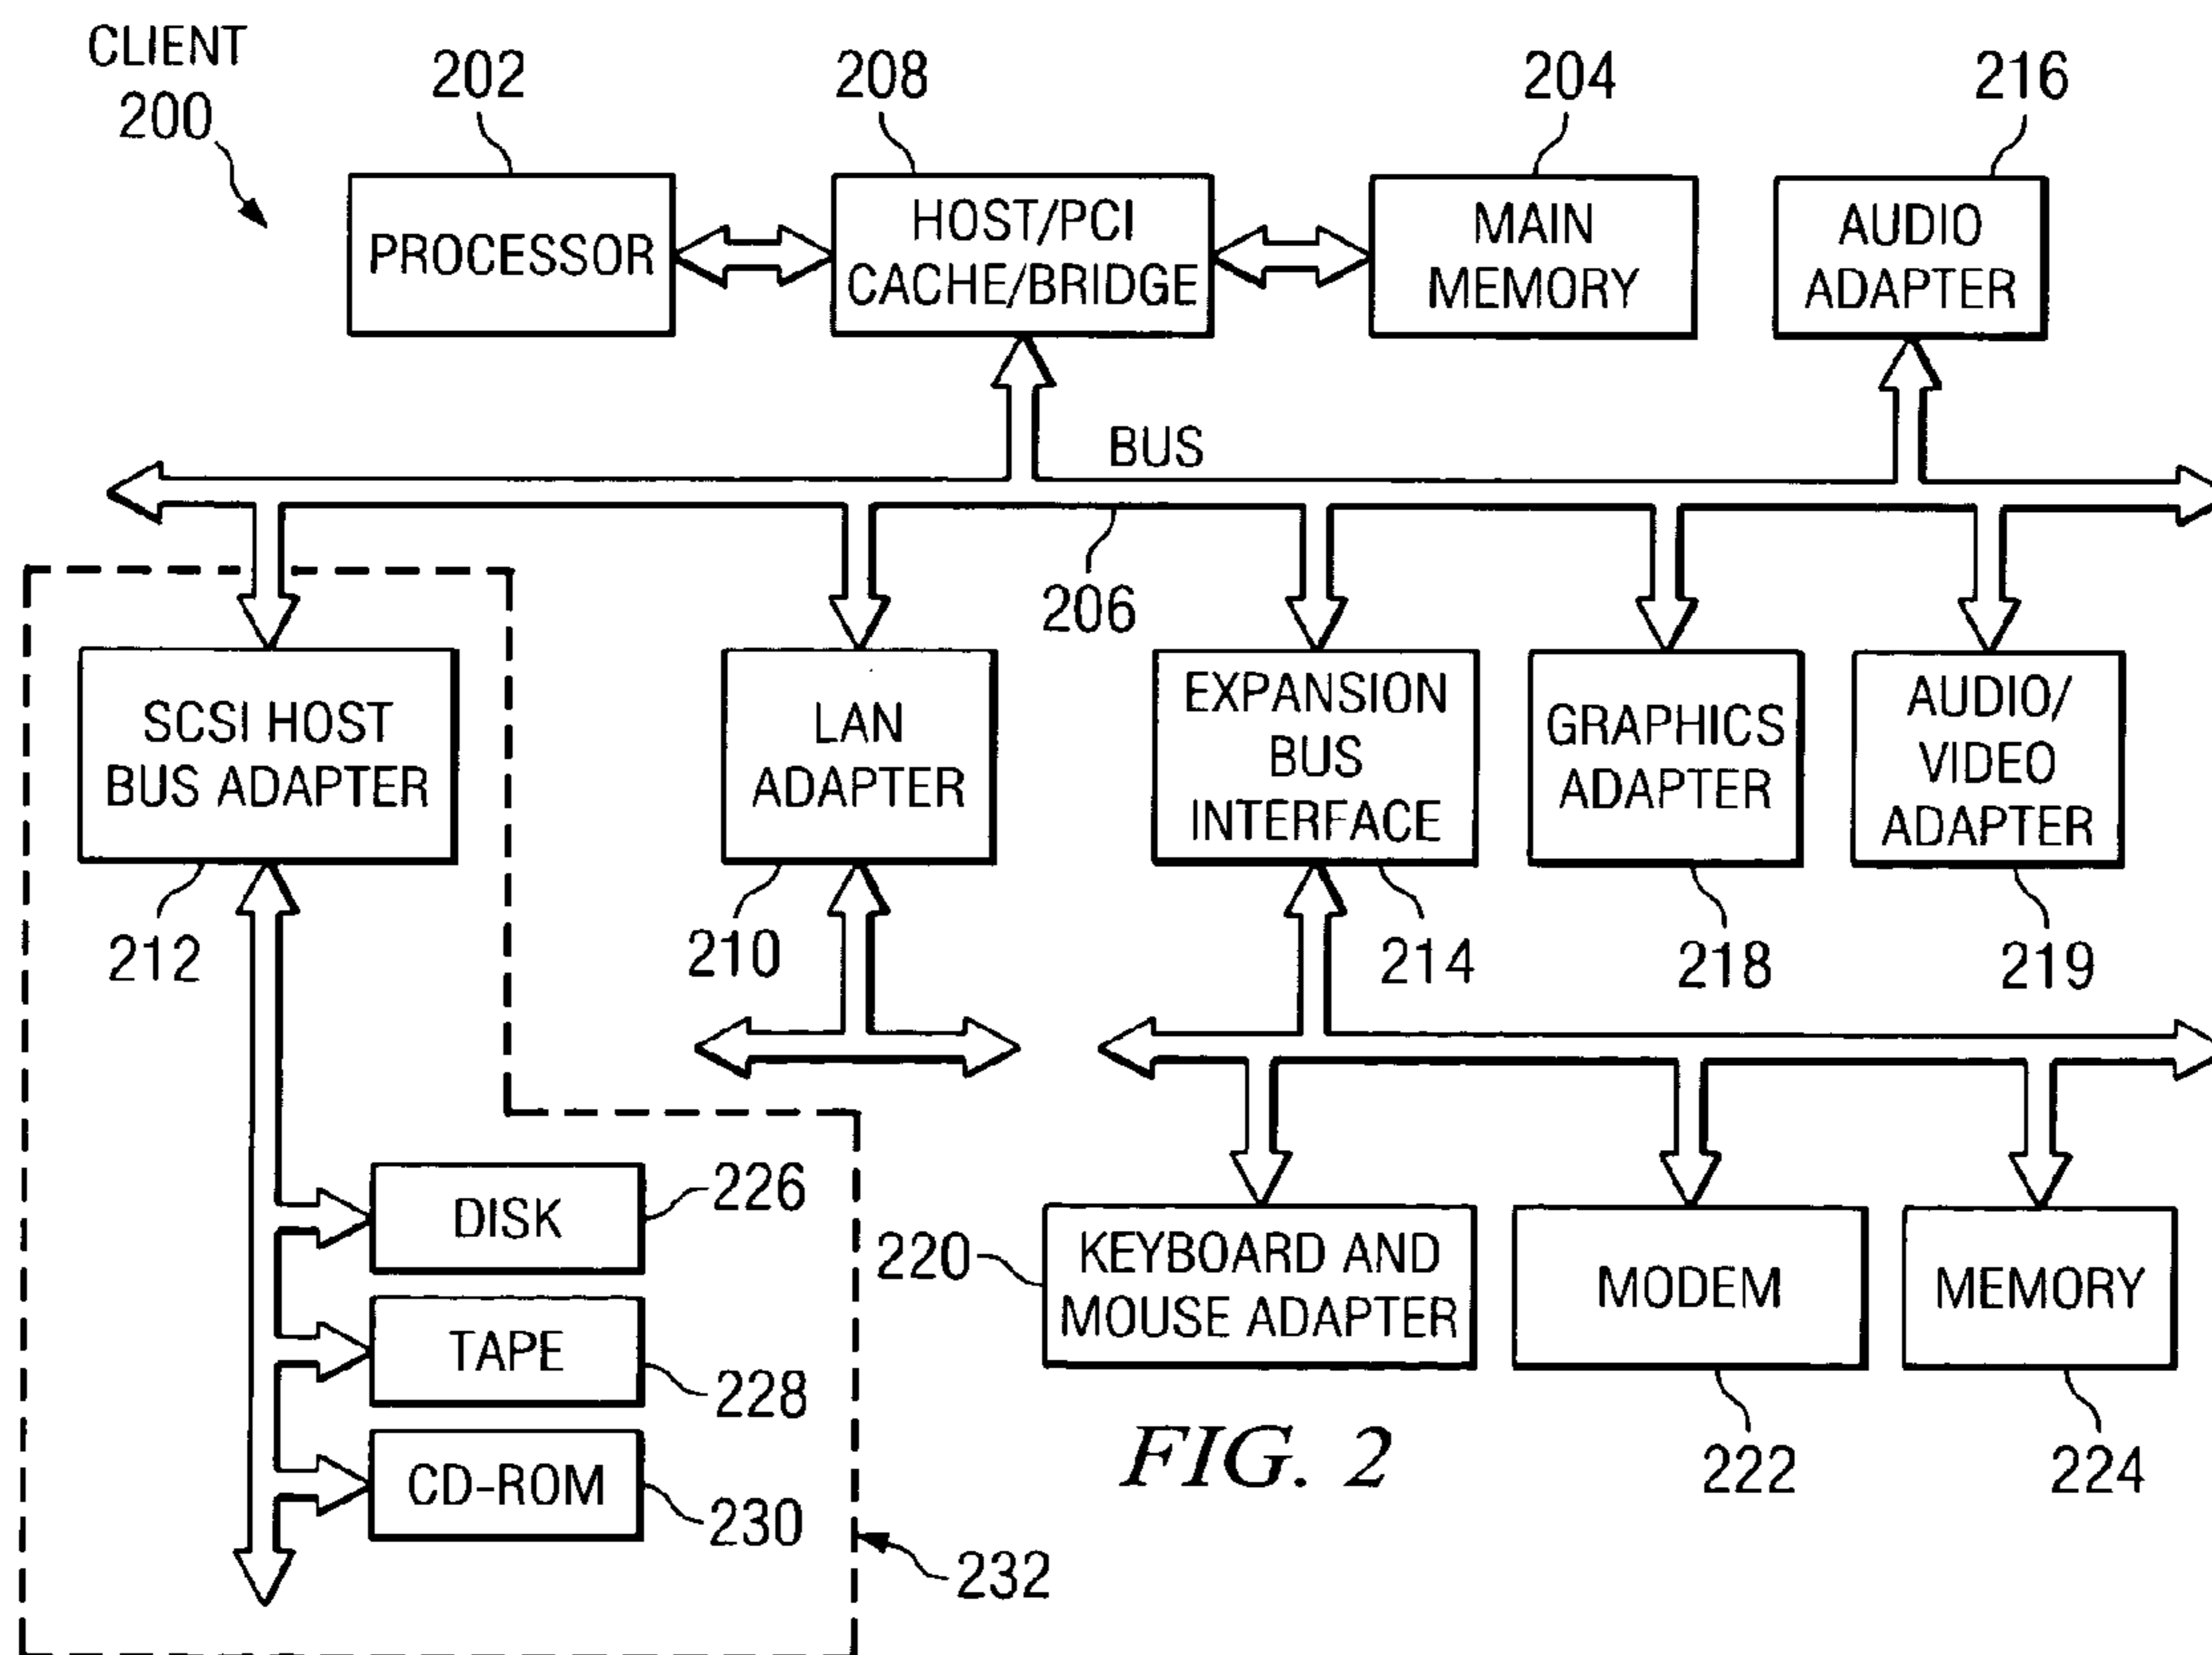 CLIENT
200
202
208
204
216
PROCESSOR
HOST/PCI
CACHE/BRIDGE
MAIN
MEMORY
AUDIO
ADAPTER
BUS
206
SCSI HOST
BUS ADAPTER
LAN
ADAPTER
EXPANSION
BUS
INTERFACE
GRAPHICS
ADAPTER
AUDIO/
VIDEO
ADAPTER
212
210
214
218
219
DISK
226
TAPE
228
CD-ROM
230
232
220
KEYBOARD AND
MOUSE ADAPTER
MODEM
MEMORY
222
224
FIG. 2